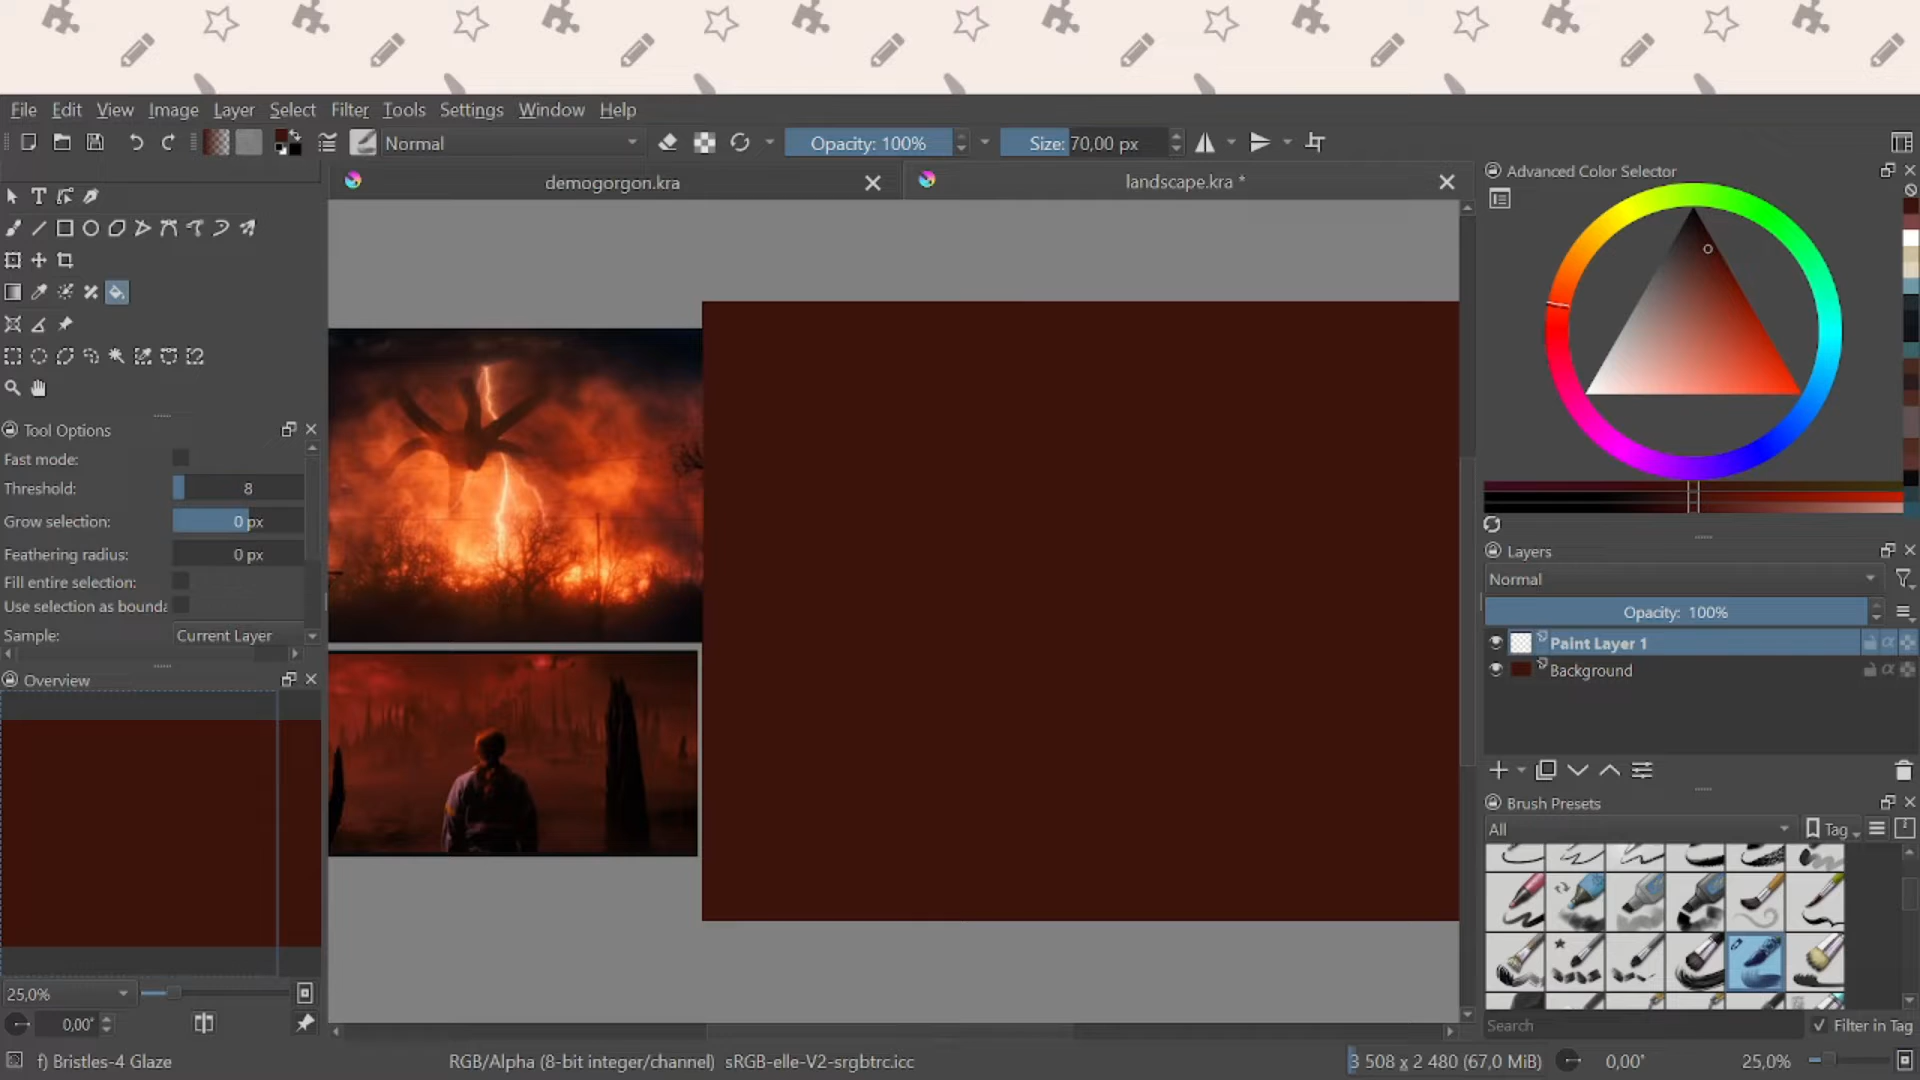 File Edit View Image Layer Select Filter Tools Settings Window Help
Normal Opacity: 100% Size: 70,00 px
demogorgon.kra
landscape.kra *
Tool Options
Fast mode:
Threshold: 8
Grow selection: 0 px
Feathering radius: 0 px
Fill entire selection:
Use selection as bounda
Sample: Current Layer
Overview
25,0%
0,00°
f) Bristles-4 Glaze
RGB/Alpha (8-bit integer/channel) sRGB-elle-V2-srgbtrc.icc
3 508 x 2 480 (67,0 MiB)
0,00°
25,0%
Advanced Color Selector
Layers
Normal
Opacity: 100%
Paint Layer 1
Background
Brush Presets
All
Tag
Search
Filter in Tag